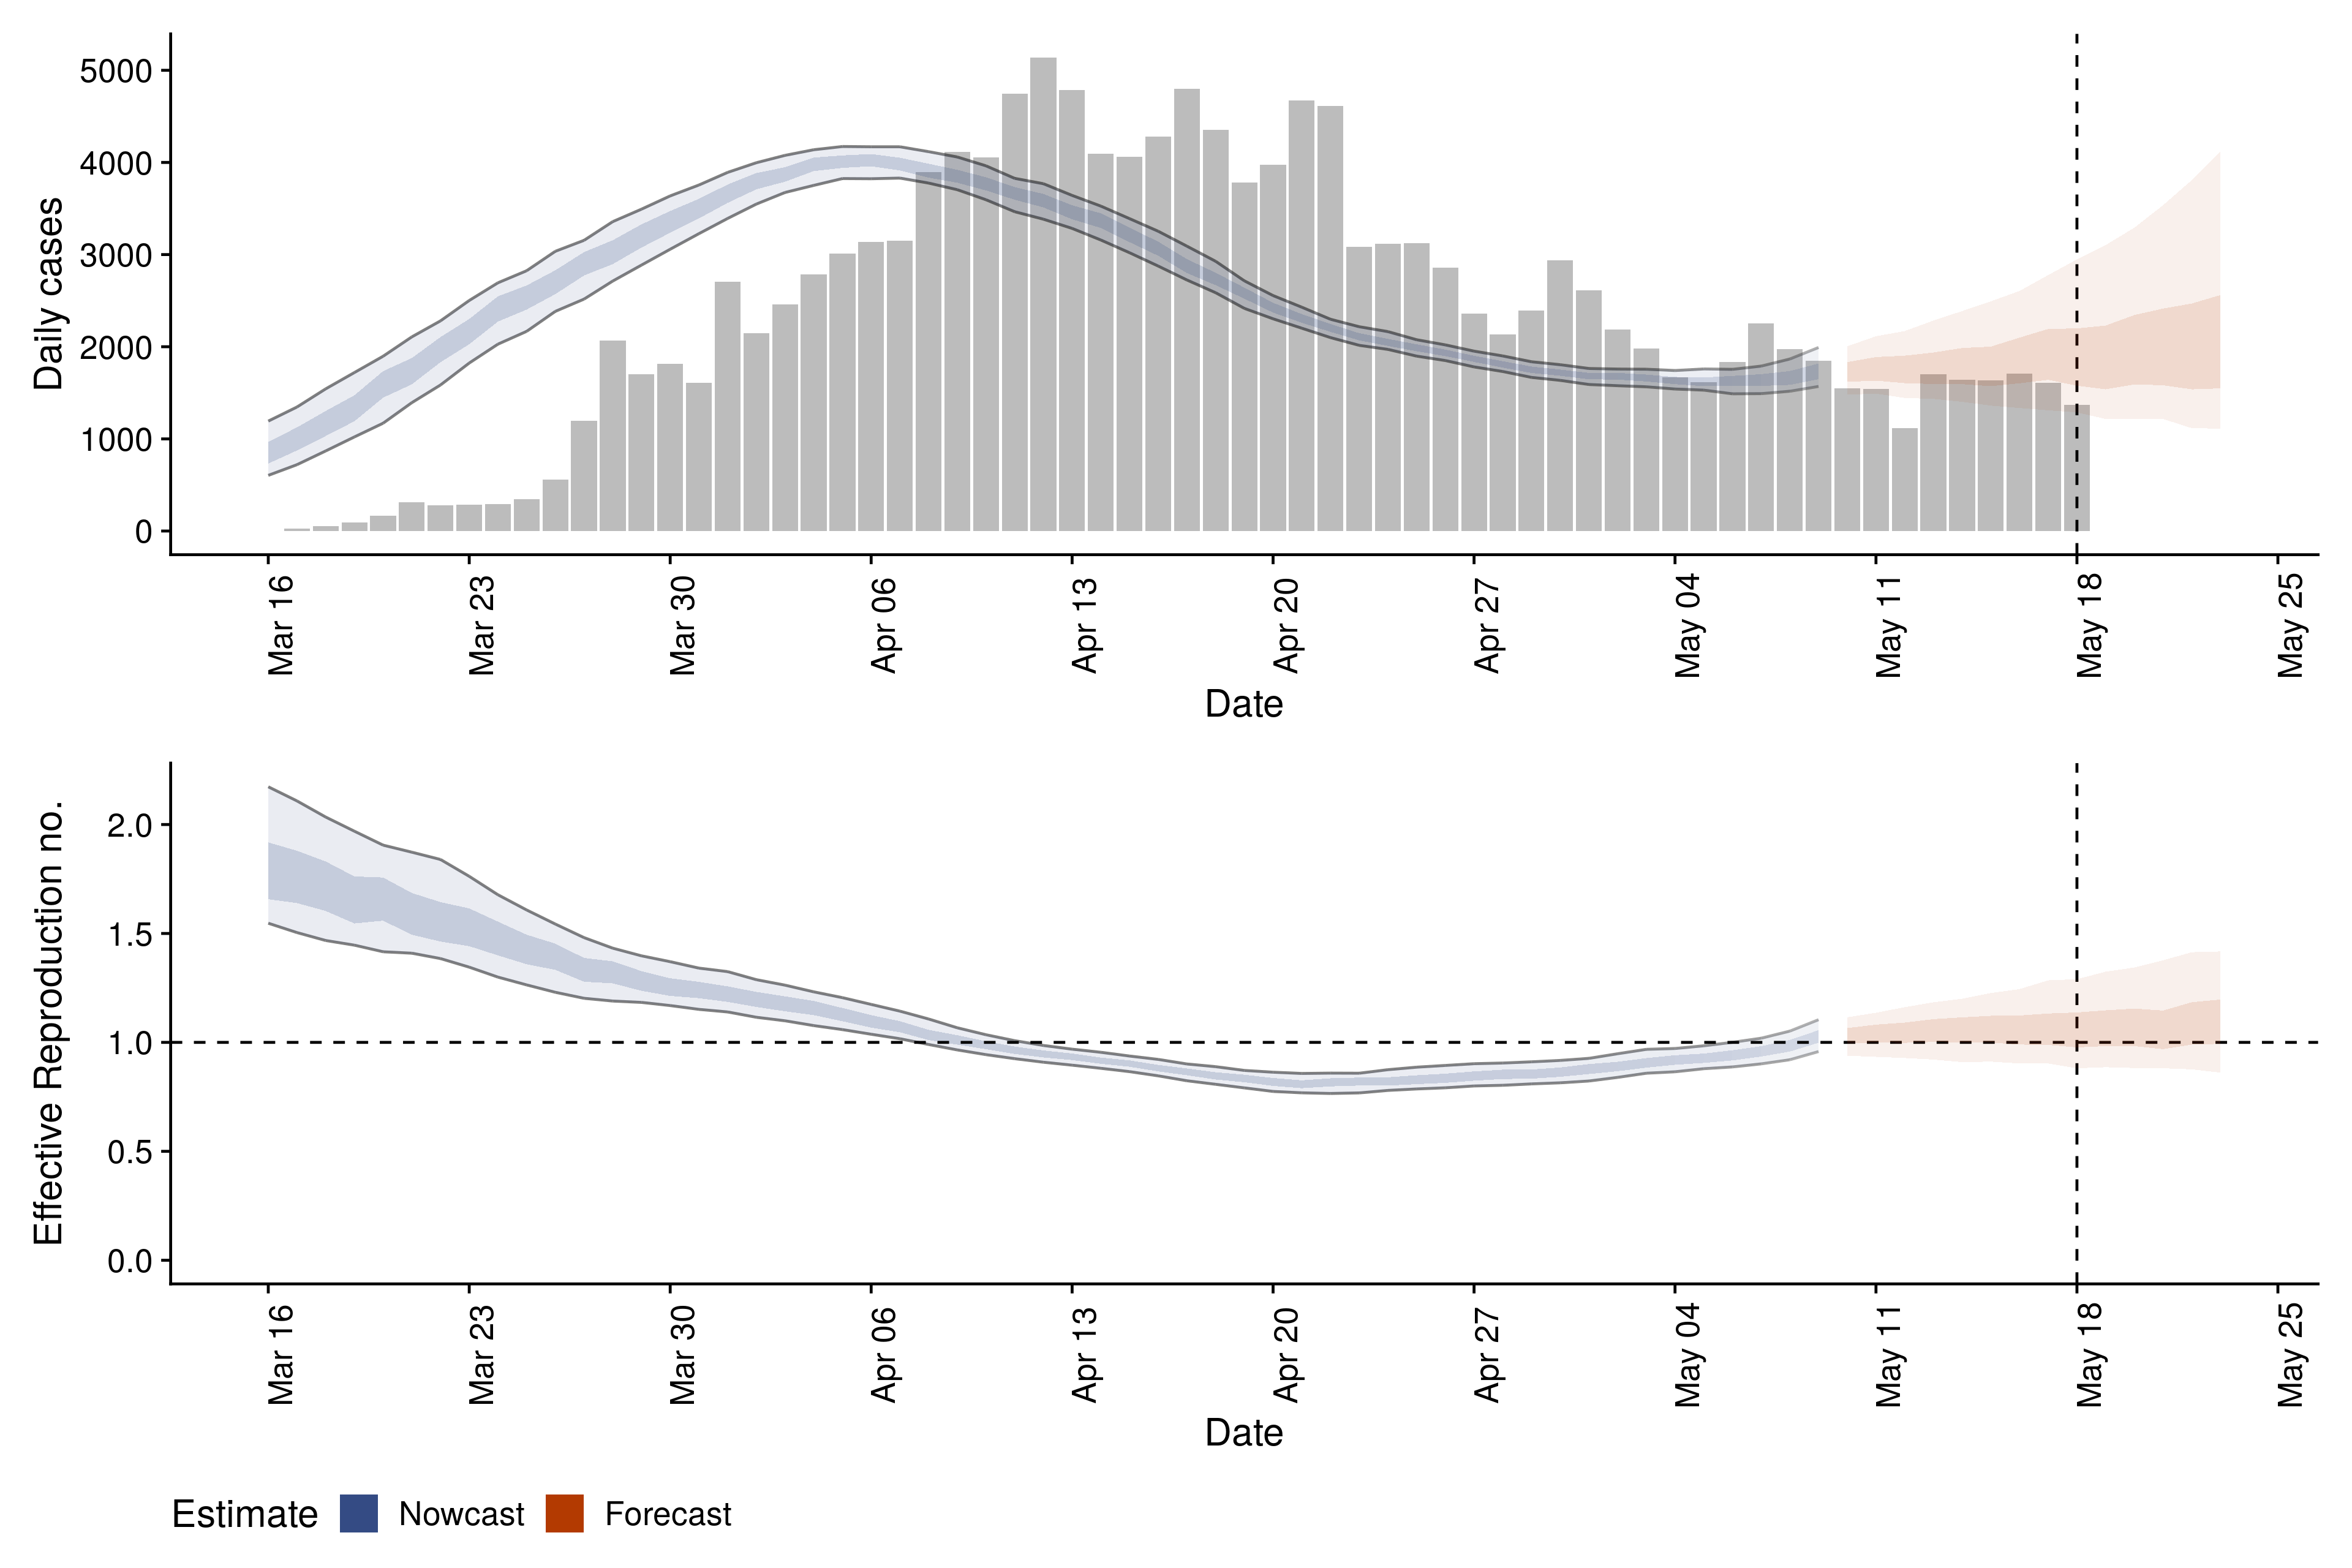 Daily cases
5000
4000
3000
2000
1000
0
Mar 16 Mar 23 Mar 30 Apr 06 Apr 13 Apr 20 Apr 27 May 04 May 11 May 18 May 25
Date
Effective Reproduction no.
2.0
1.5
1.0
0.5
0.0
Mar 16 Mar 23 Mar 30 Apr 06 Apr 13 Apr 20 Apr 27 May 04 May 11 May 18 May 25
Date
Estimate Nowcast Forecast